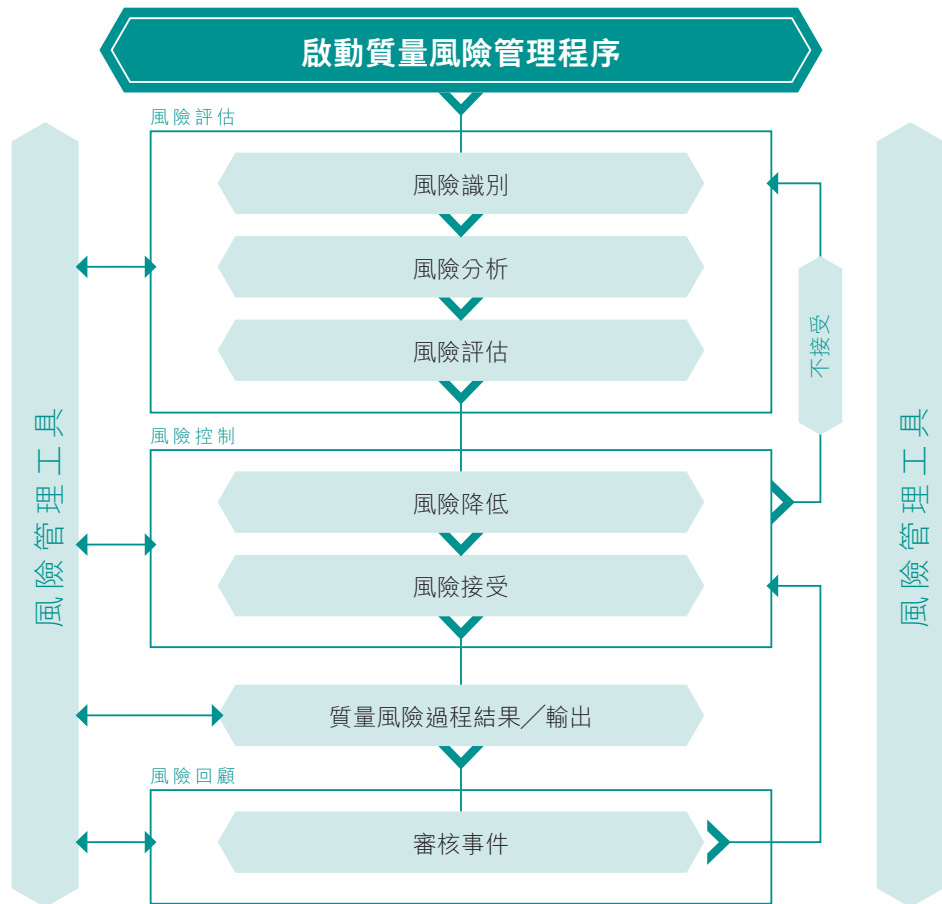 啟動質量風險管理程序
風險評估
風險識別
風險分析
風險評估
不接受
風險控制
風險降低
風險接受
質量風險過程結果／輸出
風險回顧
審核事件
風險管理工具
風險管理工具